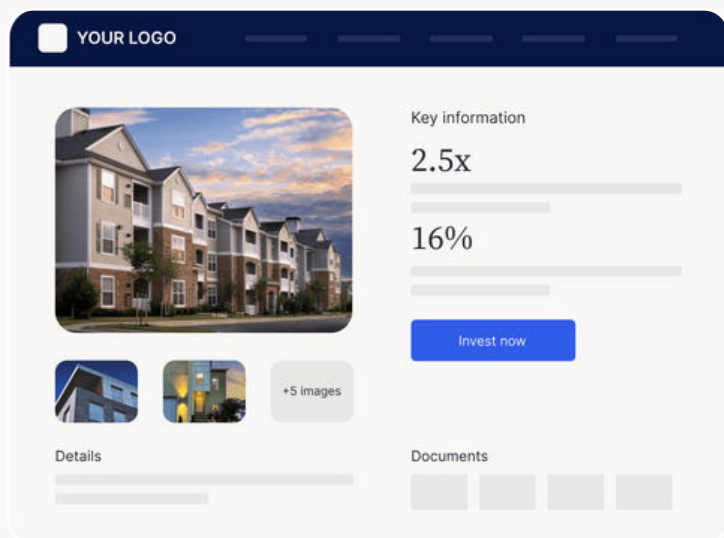 YOUR LOGO
Key information
2.5x
16%
Invest now
+5 images
Details
Documents